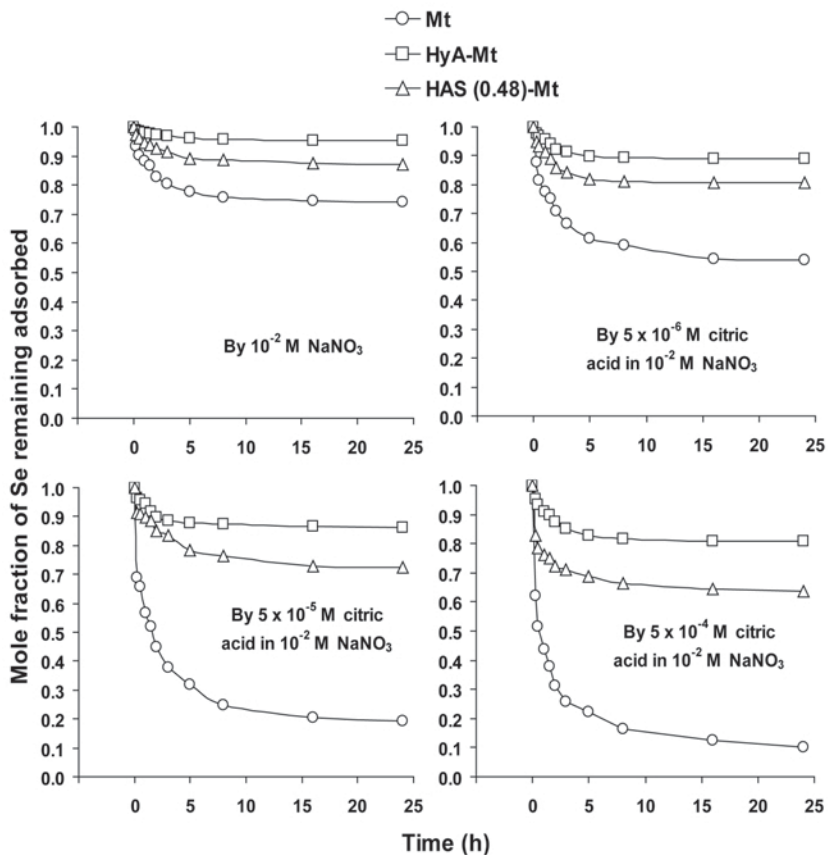 Mt
HyA-Mt
HAS (0.48)-Mt
Mole fraction of Se remaining adsorbed
1.0
0.9
0.8
0.7
0.6
0.5
0.4
0.3
0.2
0.1
0.0
By 10⁻² M NaNO₃
0 5 10 15 20 25
1.0
0.9
0.8
0.7
0.6
0.5
0.4
0.3
0.2
0.1
0.0
By 5 x 10⁻⁶ M citric
acid in 10⁻² M NaNO₃
0 5 10 15 20 25
1.0
0.9
0.8
0.7
0.6
0.5
0.4
0.3
0.2
0.1
0.0
By 5 x 10⁻⁵ M citric
acid in 10⁻² M NaNO₃
0 5 10 15 20 25
1.0
0.9
0.8
0.7
0.6
0.5
0.4
0.3
0.2
0.1
0.0
By 5 x 10⁻⁴ M citric
acid in 10⁻² M NaNO₃
0 5 10 15 20 25
Time (h)